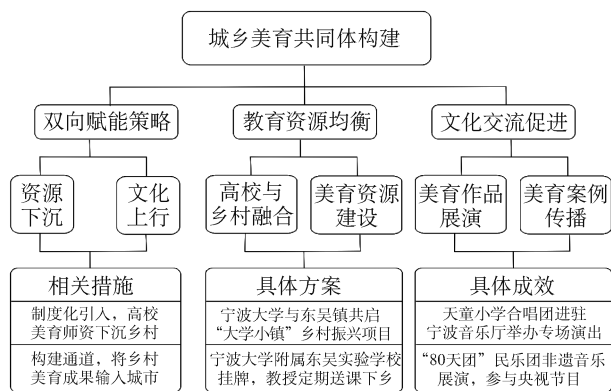 城乡美育共同体构建
双向赋能策略
教育资源均衡
文化交流促进
资源
下沉
文化
上行
高校与
乡村融合
美育资源
建设
美育作品
展演
美育案例
传播
相关措施
制度化引入，高校
美育师资下沉乡村
构建通道，将乡村
美育成果输入城市
具体方案
宁波大学与东吴镇共启
“大学小镇”乡村振兴项目
宁波大学附属东吴实验学校
挂牌，教授定期送课下乡
具体成效
天童小学合唱团进驻
宁波音乐厅举办专场演出
“80天团”民乐团非遗音乐
展演，参与央视节目